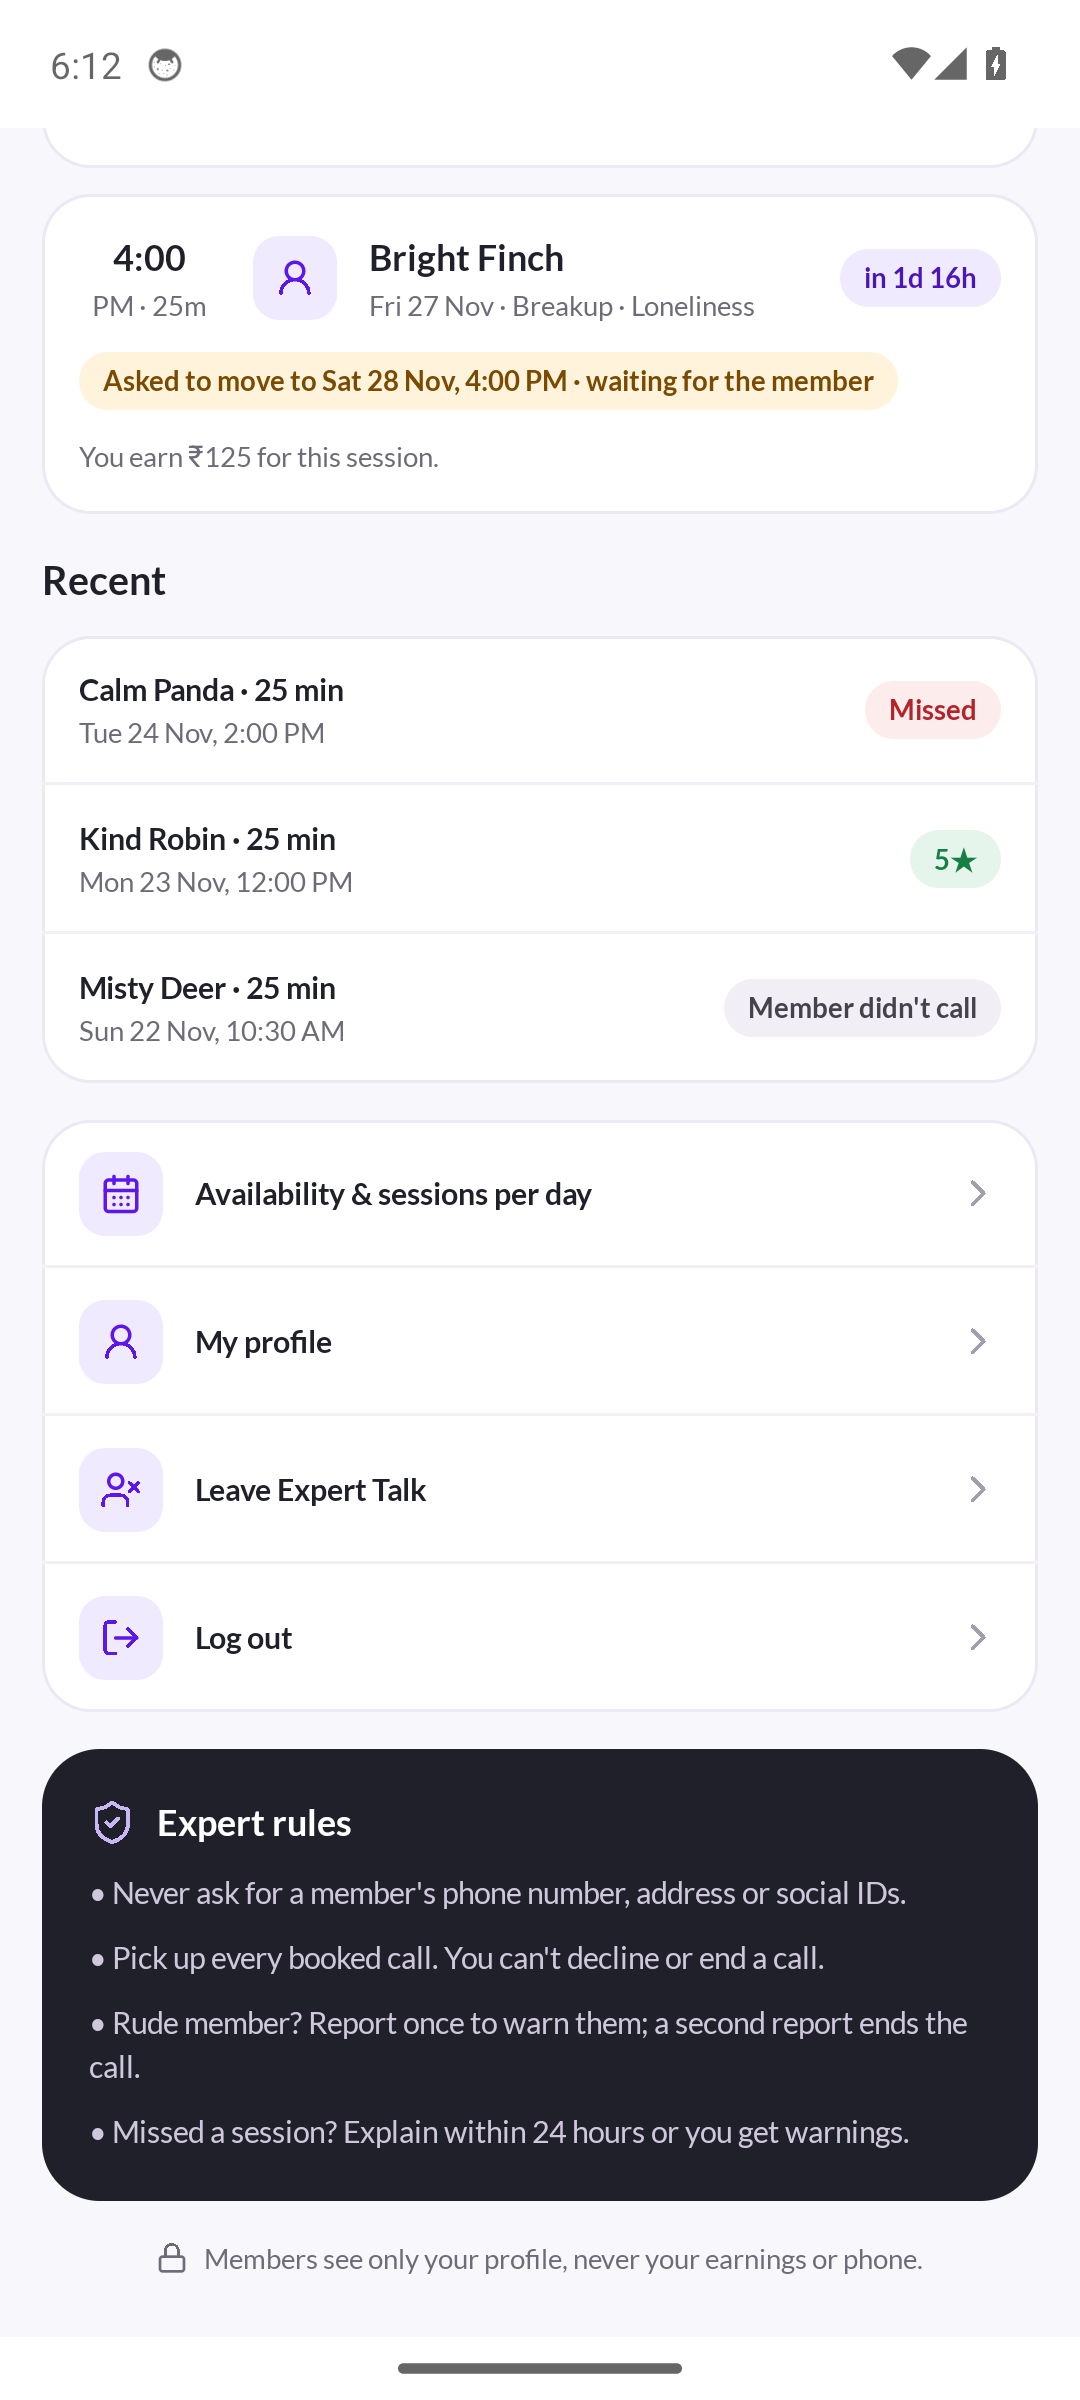 6:12
4:00
PM · 25m
Bright Finch
Fri 27 Nov · Breakup · Loneliness
in 1d 16h
Asked to move to Sat 28 Nov, 4:00 PM · waiting for the member
You earn ₹125 for this session.
Recent
Calm Panda · 25 min
Tue 24 Nov, 2:00 PM
Missed
Kind Robin · 25 min
Mon 23 Nov, 12:00 PM
5★
Misty Deer · 25 min
Sun 22 Nov, 10:30 AM
Member didn't call
Availability & sessions per day
My profile
Leave Expert Talk
Log out
Expert rules
• Never ask for a member's phone number, address or social IDs.
• Pick up every booked call. You can't decline or end a call.
• Rude member? Report once to warn them; a second report ends the
call.
• Missed a session? Explain within 24 hours or you get warnings.
Members see only your profile, never your earnings or phone.